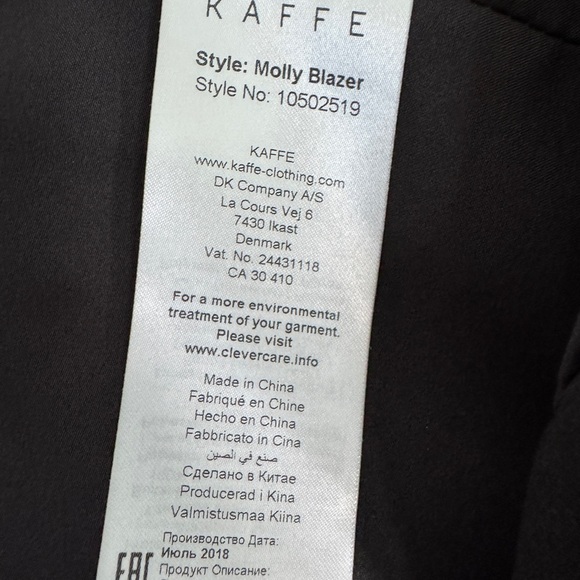 KAFFE
Style: Molly Blazer
Style No: 10502519
KAFFE
www.kaffe-clothing.com
DK Company A/S
La Cours Vej 6
7430 Ikast
Denmark
Vat. No. 24431118
CA 30 410
For a more environmental
treatment of your garment.
Please visit
www.clevercare.info
Made in China
Fabriqué en Chine
Hecho en China
Fabbricato in Cina
صنع في الصين
Сделано в Китае
Producerad i Kina
Valmistusmaa Kiina
Производство Дата:
Июль 2018
EAC Продукт Описание: